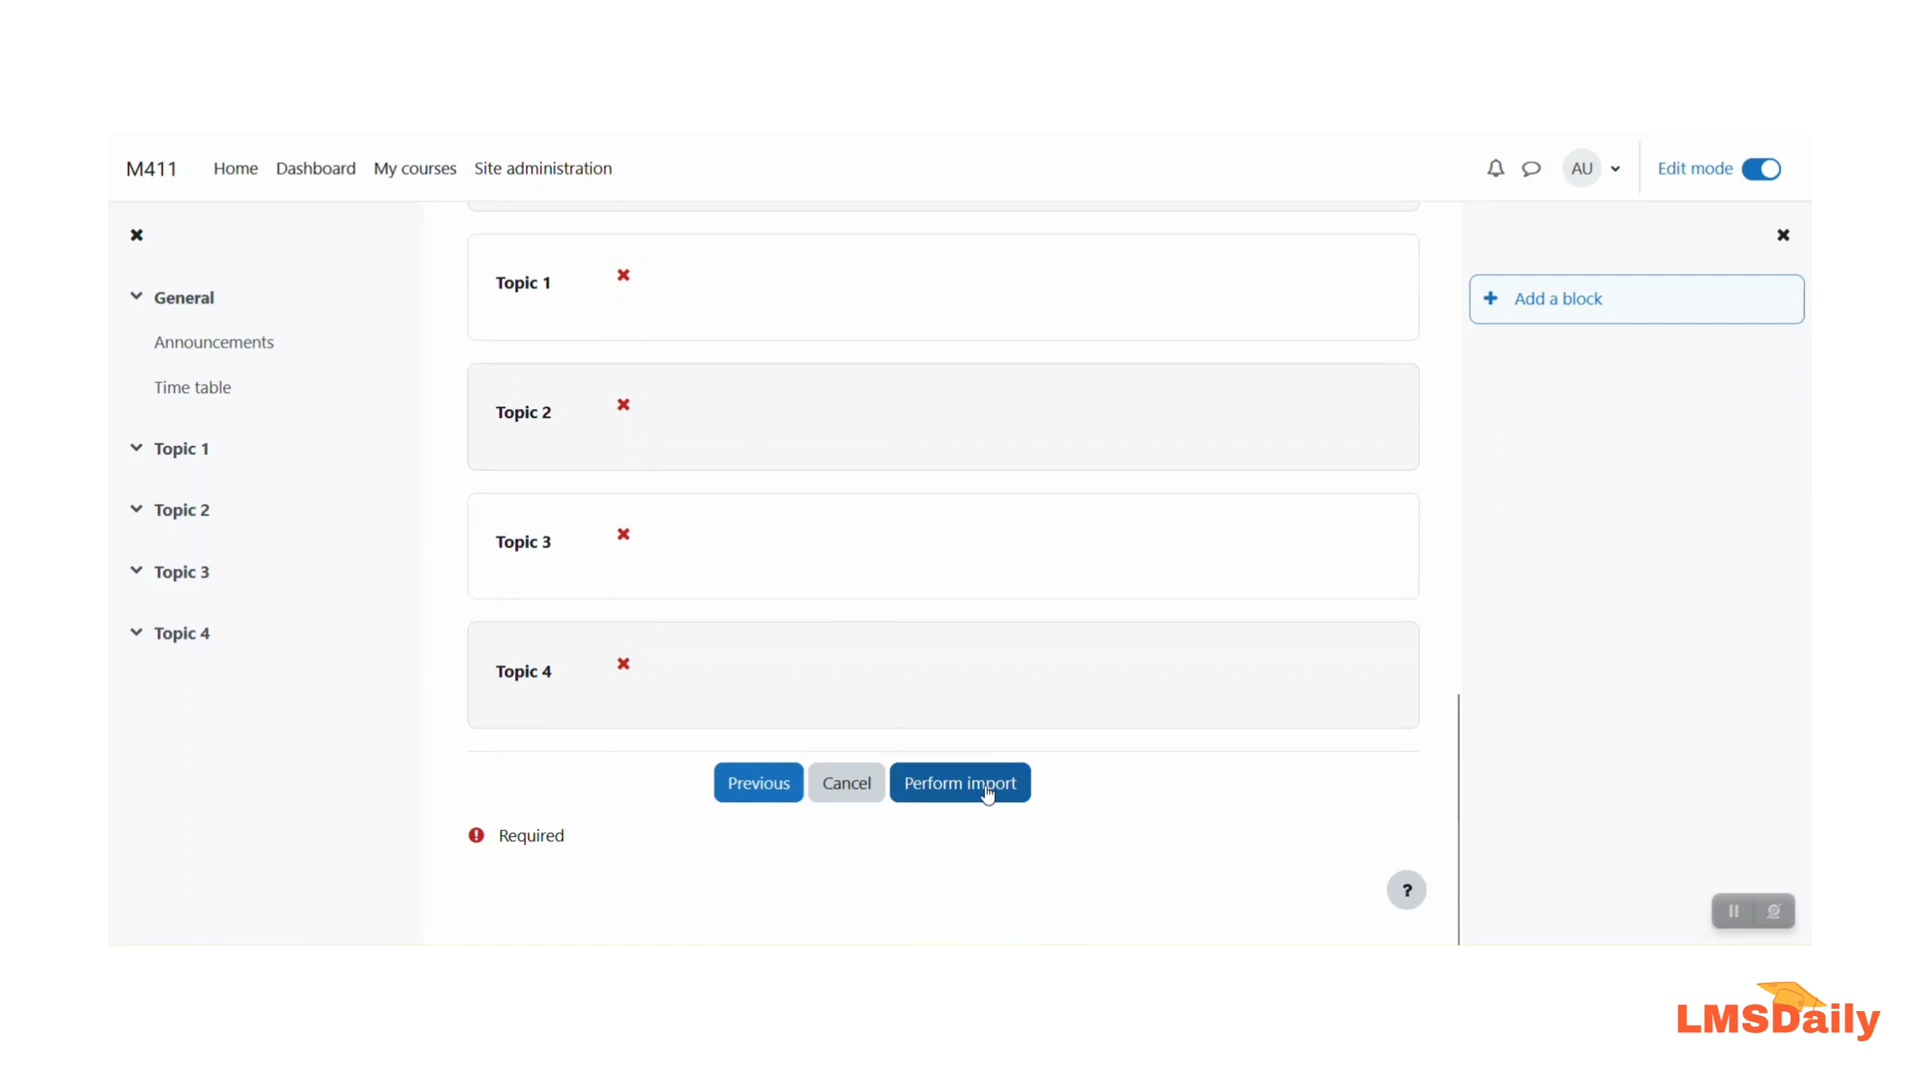 M411 Home Dashboard My courses Site administration AU Edit mode
General
Announcements
Time table
Topic 1
Topic 2
Topic 3
Topic 4
Topic 1
Topic 2
Topic 3
Topic 4
Previous Cancel Perform import
Required
?
Add a block
LMSDaily